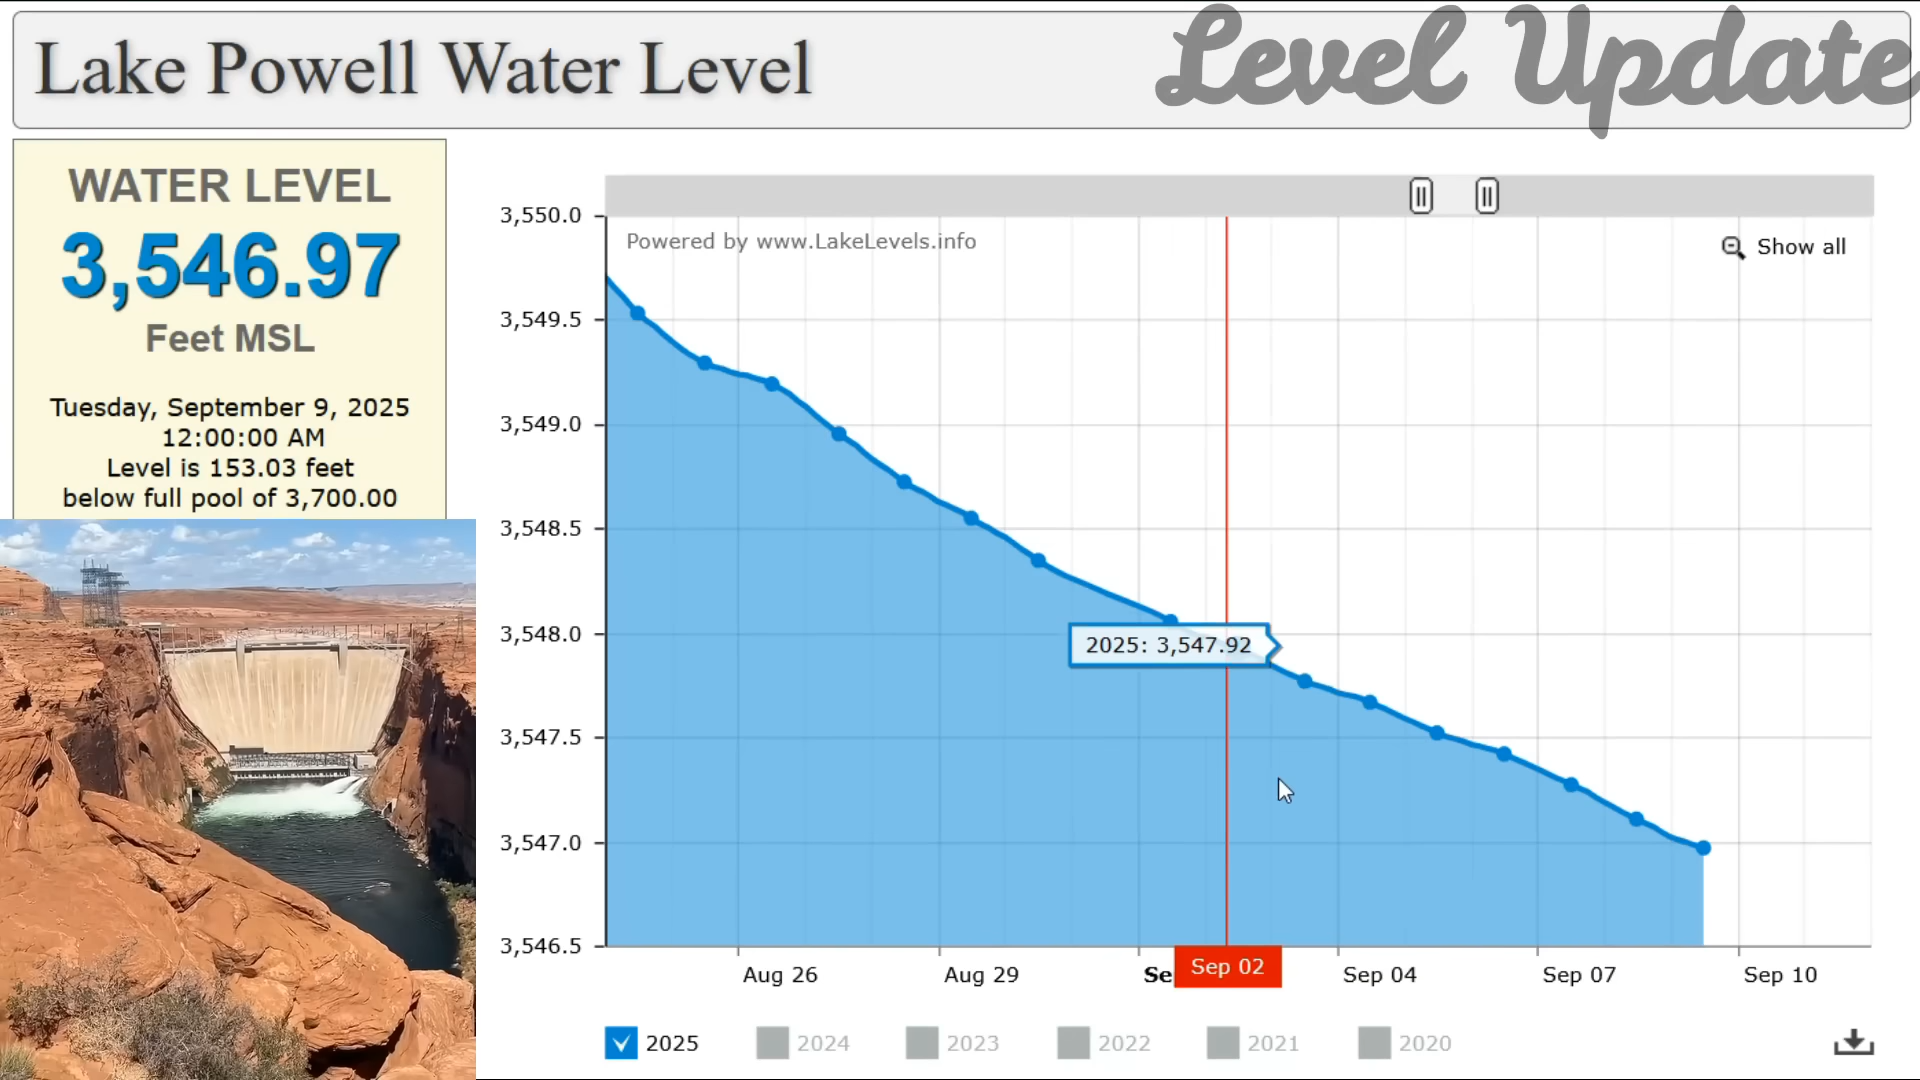 Lake Powell Water Level
Level Update
WATER LEVEL
3,546.97
Feet MSL
Tuesday, September 9, 2025
12:00:00 AM
Level is 153.03 feet
below full pool of 3,700.00
3,550.0
3,549.5
3,549.0
3,548.5
3,548.0
3,547.5
3,547.0
3,546.5
Powered by www.LakeLevels.info
Show all
2025: 3,547.92
Aug 26
Aug 29
Se
Sep 02
Sep 04
Sep 07
Sep 10
2025
2024
2023
2022
2021
2020